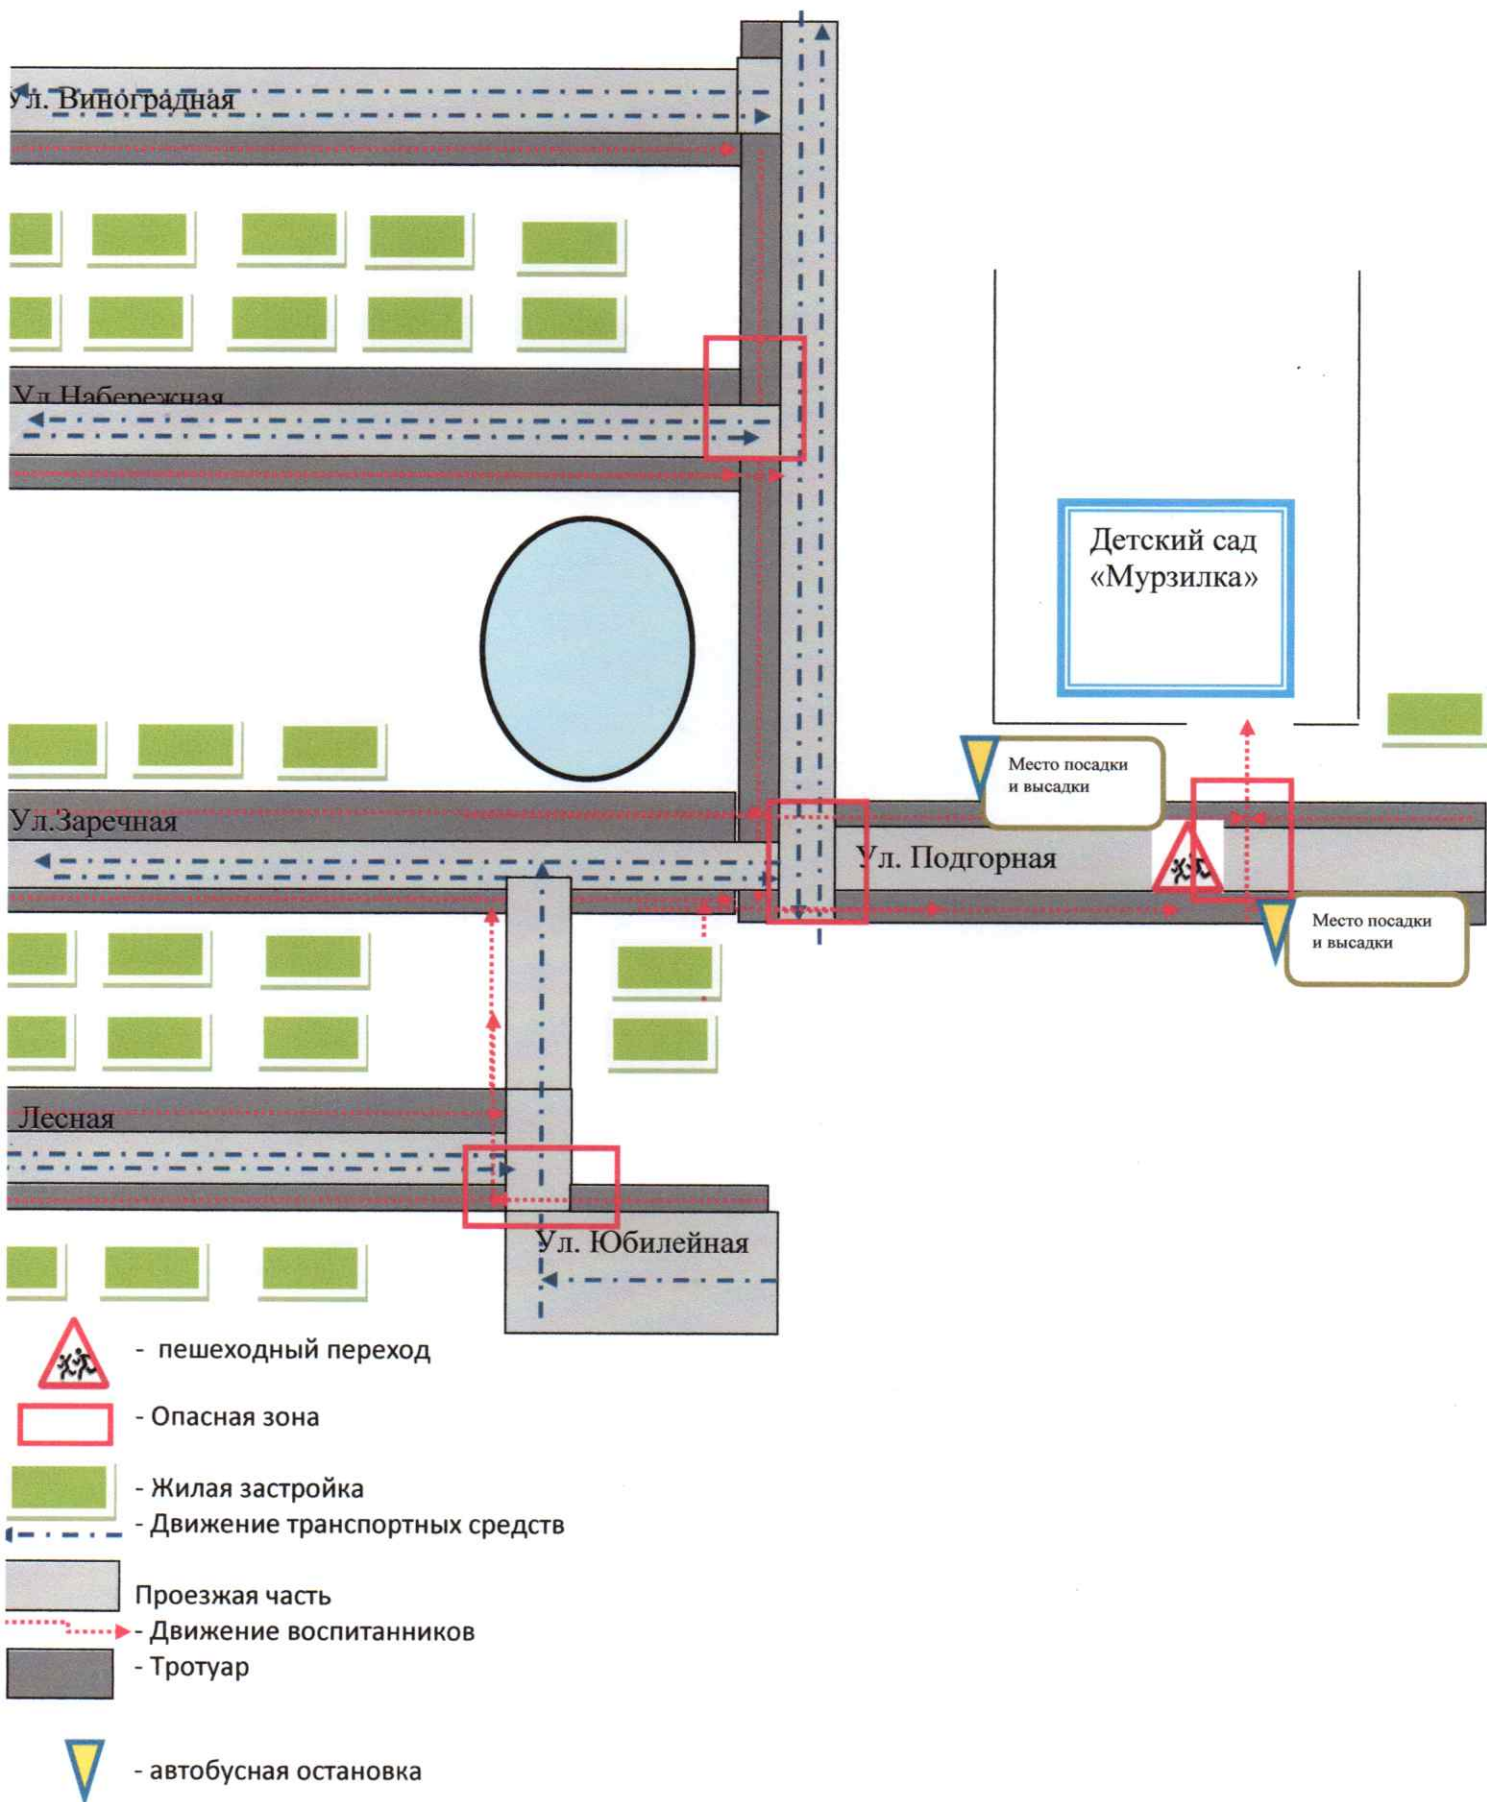 Ул. Виноградная
Ул.Набережная
Детский сад
«Мурзилка»
Место посадки
и высадки
Ул.Заречная
Ул. Подгорная
Место посадки
и высадки
Лесная
Ул. Юбилейная
- пешеходный переход
- Опасная зона
- Жилая застройка
- Движение транспортных средств
Проезжая часть
- Движение воспитанников
- Тротуар
- автобусная остановка